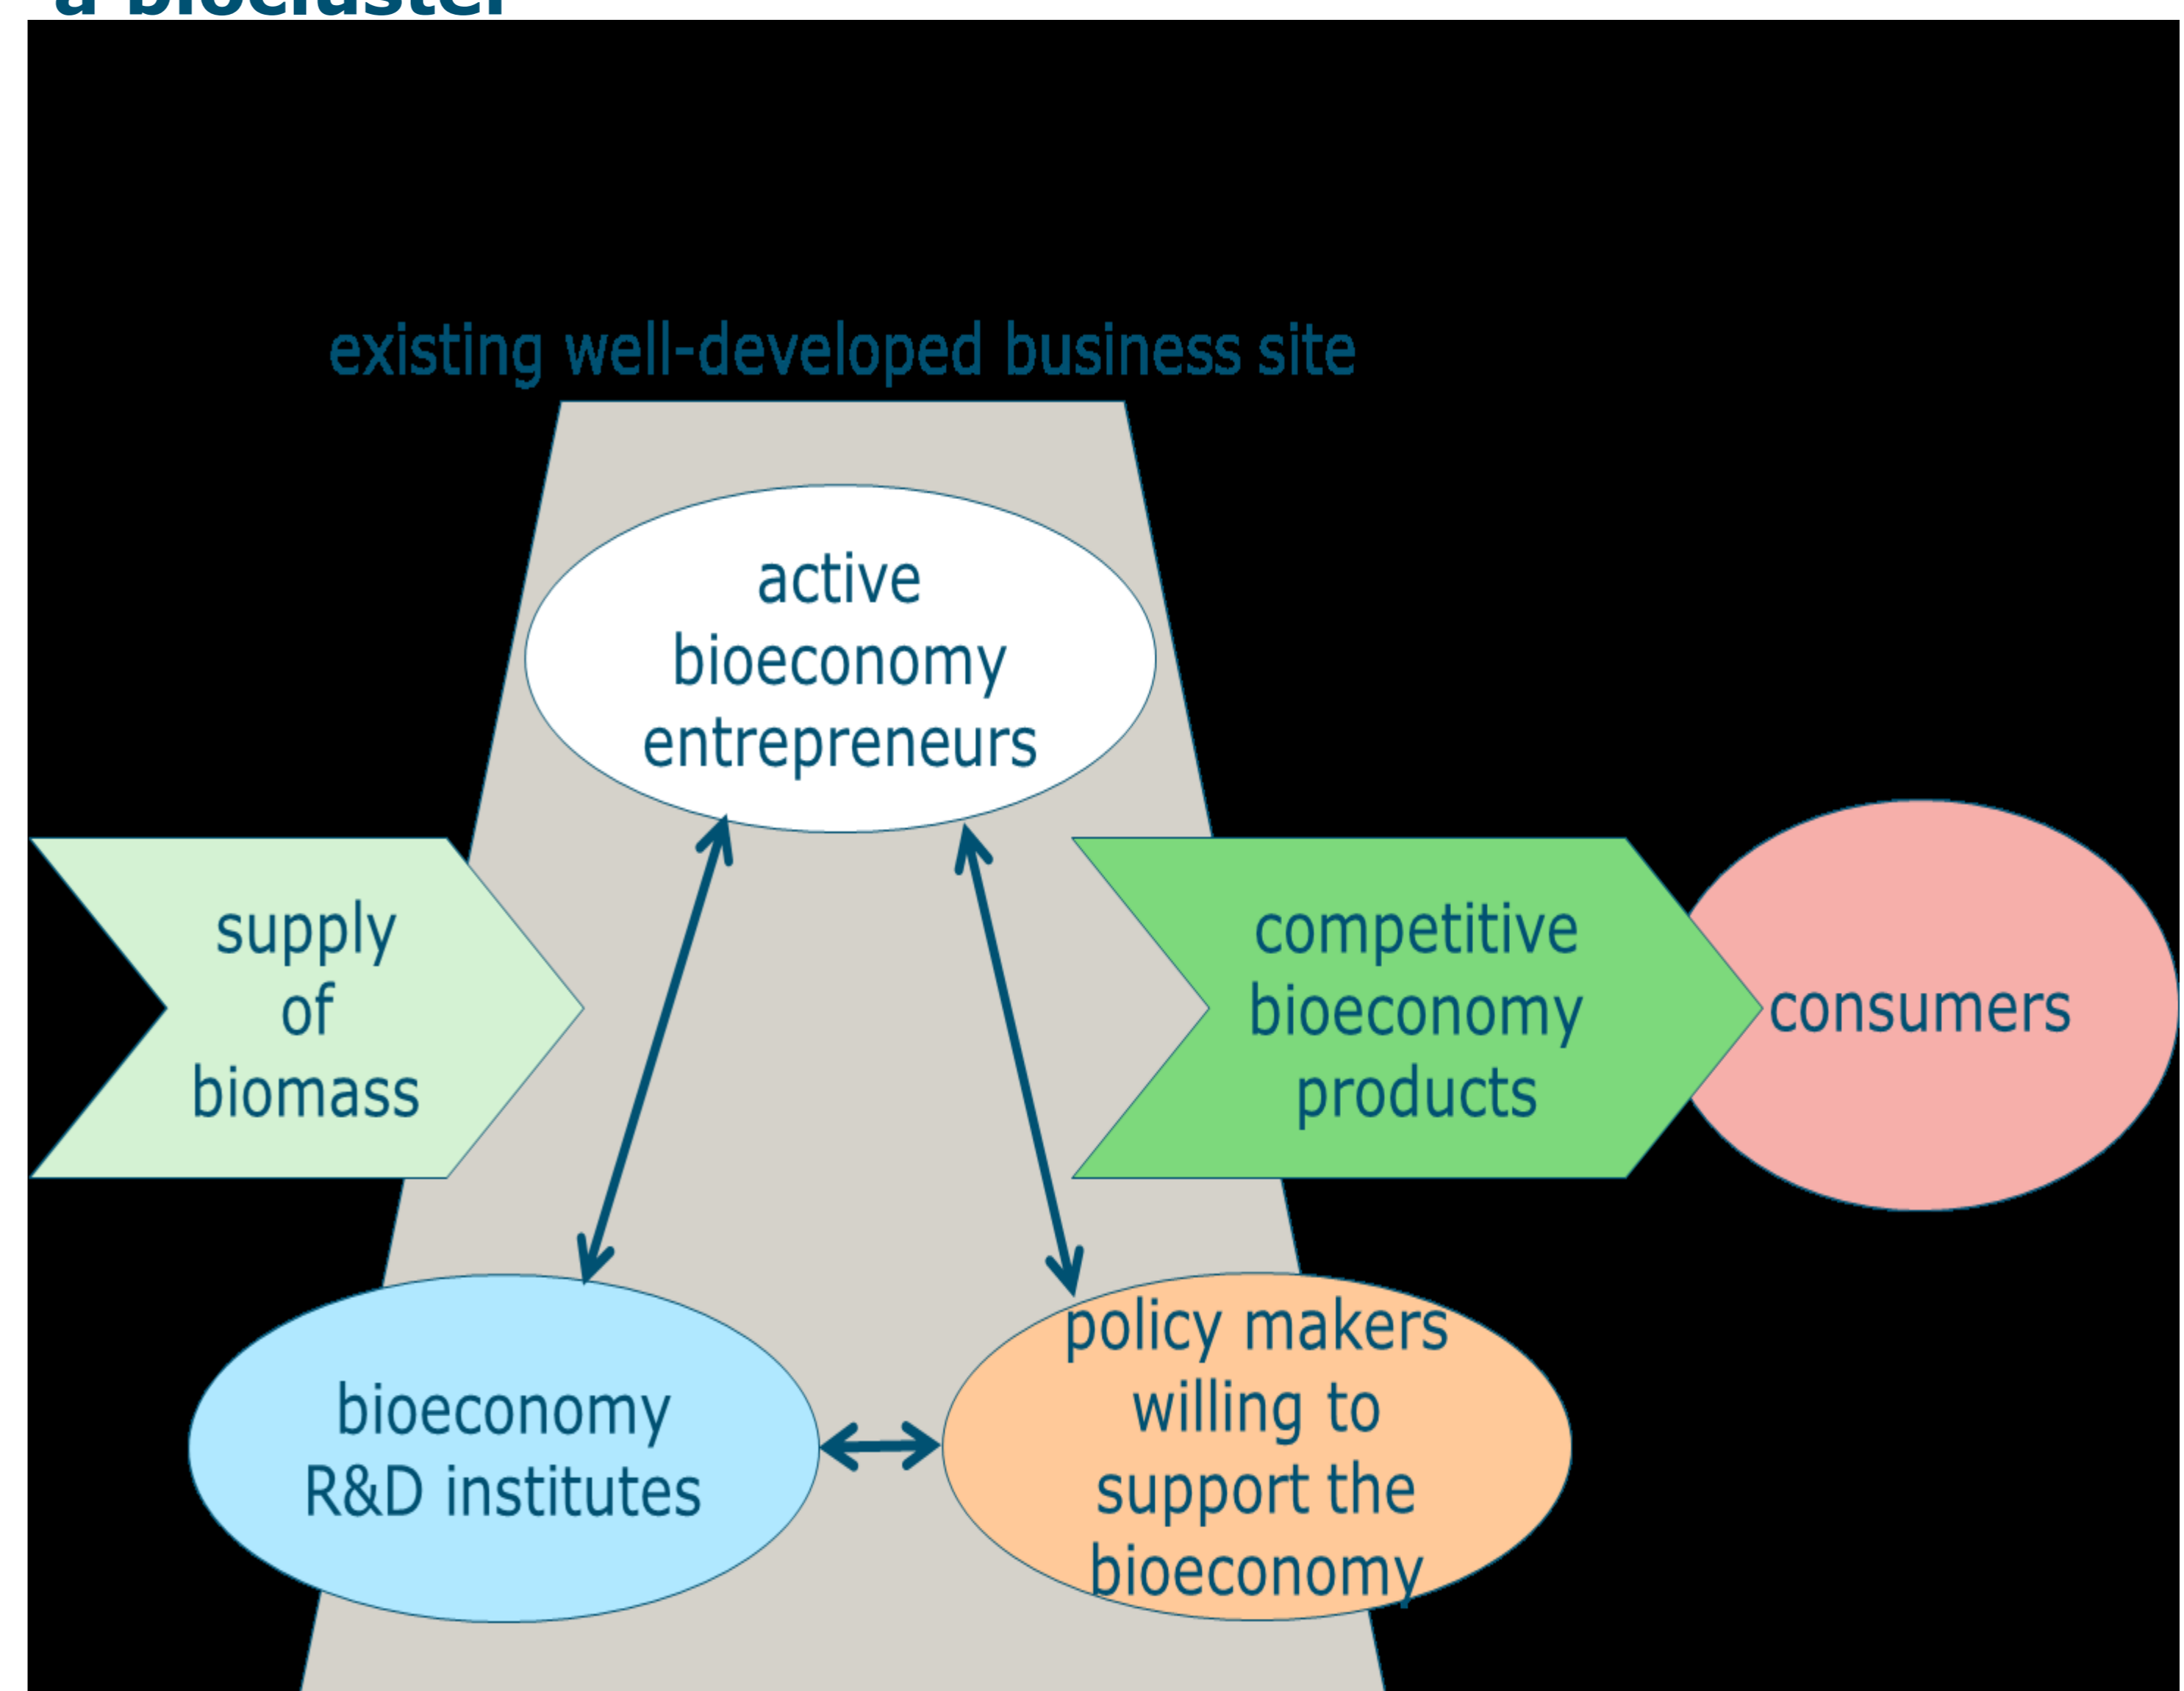 a biocluster
existing well-developed business site
active
bioeconomy
entrepreneurs
supply
of
biomass
competitive
bioeconomy
products
consumers
bioeconomy
R&D institutes
policy makers
willing to
support the
bioeconomy